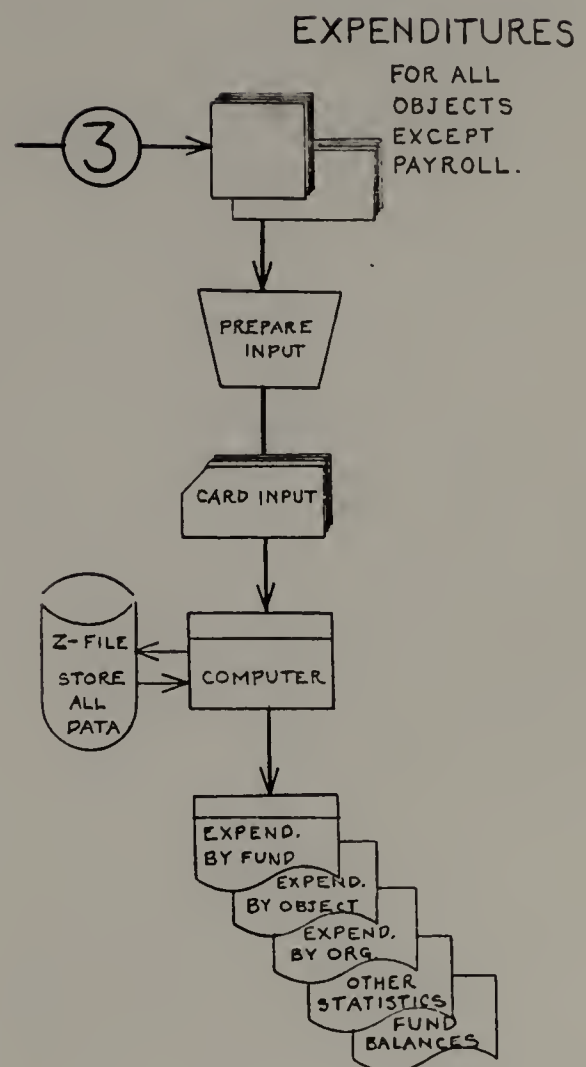 EXPENDITURES
FOR ALL
OBJECTS
EXCEPT
PAYROLL.
3
PREPARE
INPUT
CARD INPUT
Z-FILE
STORE
ALL
DATA
COMPUTER
EXPEND.
BY FUND
EXPEND.
BY OBJECT
EXPEND.
BY ORG.
OTHER
STATISTICS
FUND
BALANCES